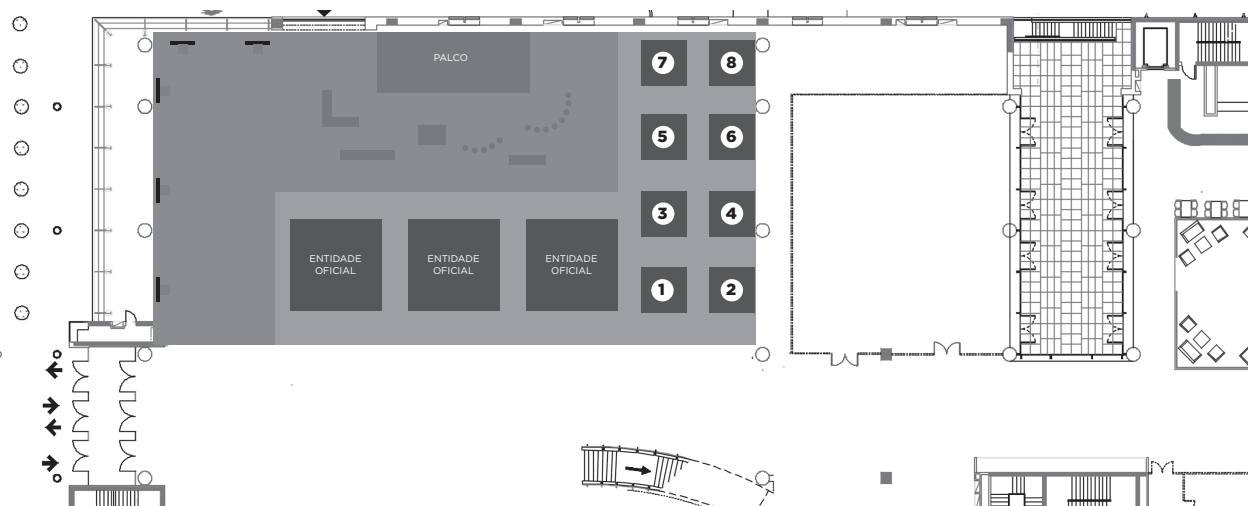 PALCO
7
8
5
6
3
4
ENTIDADE
OFICIAL
ENTIDADE
OFICIAL
ENTIDADE
OFICIAL
1
2